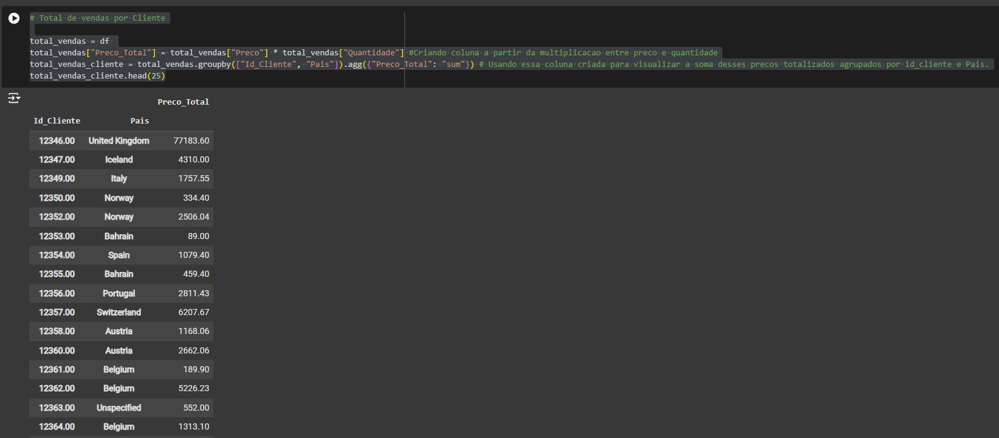 # Total de vendas por Cliente
total_vendas = df
total_vendas["Preco_Total"] = total_vendas["Preco"] * total_vendas["Quantidade"] #Criando coluna a partir da multiplicacao entre preco e quantidade
total_vendas_cliente = total_vendas.groupby(["Id_Cliente", "Pais"]).agg({"Preco_Total": "sum"}) # Usando essa coluna criada para visualizar a soma desses precos totalizados agrupados por id_cliente e Pais.
total_vendas_cliente.head(25)
Preco_Total
Id_Cliente Pais
12346.00 United Kingdom 77183.60
12347.00 Iceland 4310.00
12349.00 Italy 1757.55
12350.00 Norway 334.40
12352.00 Norway 2506.04
12353.00 Bahrain 89.00
12354.00 Spain 1079.40
12355.00 Bahrain 459.40
12356.00 Portugal 2811.43
12357.00 Switzerland 6207.67
12358.00 Austria 1168.06
12360.00 Austria 2662.06
12361.00 Belgium 189.90
12362.00 Belgium 5226.23
12363.00 Unspecified 552.00
12364.00 Belgium 1313.10